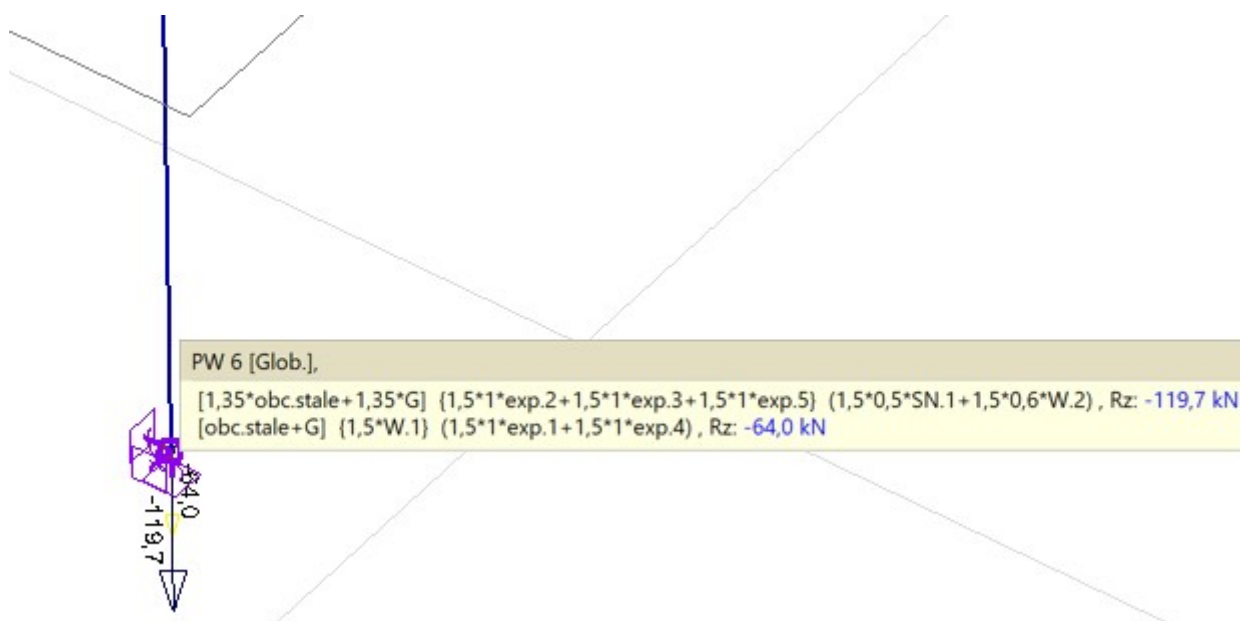 PW 6 [Glob.],
[1,35*obc.stale+1,35*G] {1,5*1*exp.2+1,5*1*exp.3+1,5*1*exp.5} (1,5*0,5*SN.1+1,5*0,6*W.2) , Rz: -119,7 kN
[obc.stale+G] {1,5*W.1} (1,5*1*exp.1+1,5*1*exp.4) , Rz: -64,0 kN
-64,0
-119,7